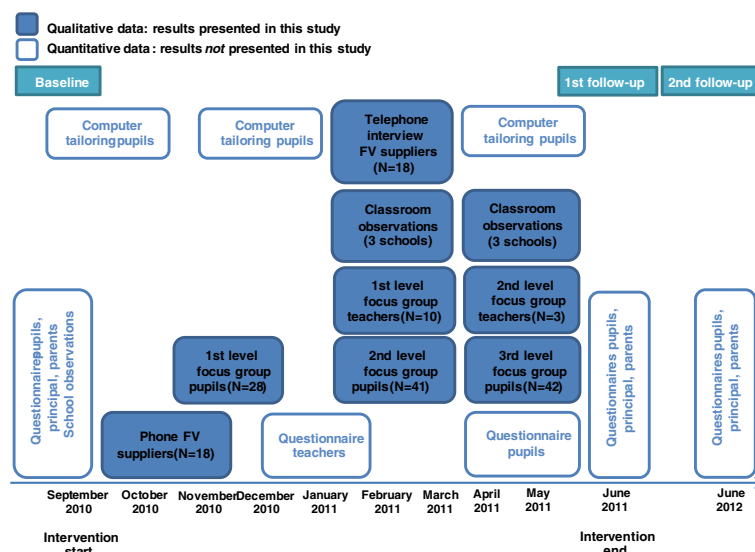 Qualitative data: results presented in this study
Quantitative data: results not presented in this study
Baseline
1st follow-up
2nd follow-up
Computer
tailoringpupils
Computer
tailoring pupils
Telephone
interview
FV suppliers
(N=18)
Computer
tailoring pupils
Classroom
observations
(3 schools)
Classroom
observations
(3 schools)
1st level
focus group
teachers(N=10)
2nd level
focus group
teachers(N=3)
1st level
focus group
pupils(N=28)
2nd level
focus group
pupils(N=41)
3rd level
focus group
pupils(N=42)
Questionnairepupils,
principal, parents
School observations
Phone FV
suppliers(N=18)
Questionnaire
teachers
Questionnaire
pupils
Questionnaires pupils,
principal, parents
Questionnaires pupils,
principal, parents
September
2010
October
2010
November
2010
December
2010
January
2011
February
2011
March
2011
April
2011
May
2011
June
2011
June
2012
Intervention
start
Intervention
end